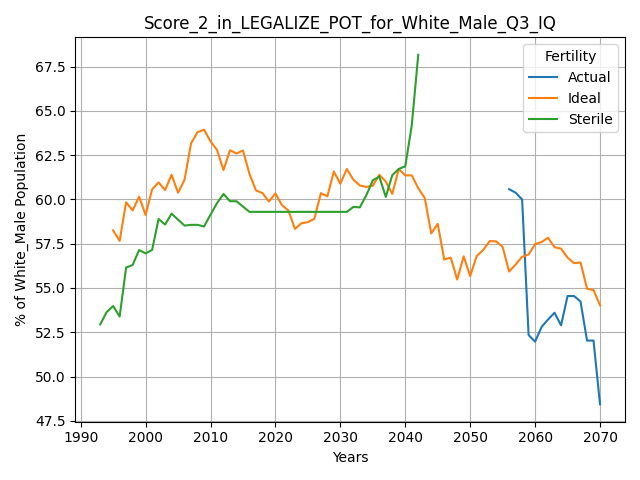 Score_2_in_LEGALIZE_POT_for_White_Male_Q3_IQ
Fertility
Actual
Ideal
Sterile
% of White_Male Population
67.5
65.0
62.5
60.0
57.5
55.0
52.5
50.0
47.5
1990 2000 2010 2020 2030 2040 2050 2060 2070
Years